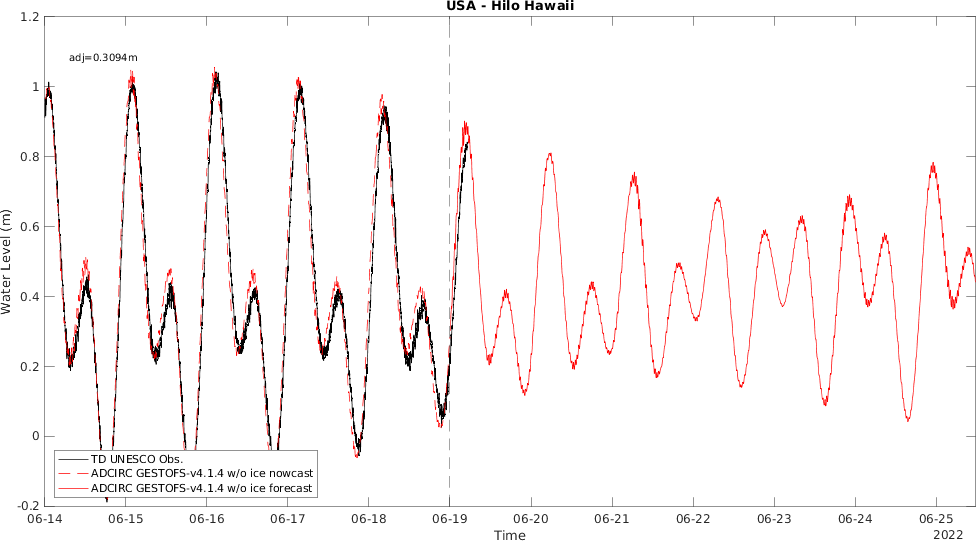 USA - Hilo Hawaii
adj=0.3094m
Water Level (m)
1.2
1
0.8
0.6
0.4
0.2
0
-0.2
TD UNESCO Obs.
ADCIRC GESTOFS-v4.1.4 w/o ice nowcast
ADCIRC GESTOFS-v4.1.4 w/o ice forecast
06-14 06-15 06-16 06-17 06-18 06-19 06-20 06-21 06-22 06-23 06-24 06-25
Time
2022